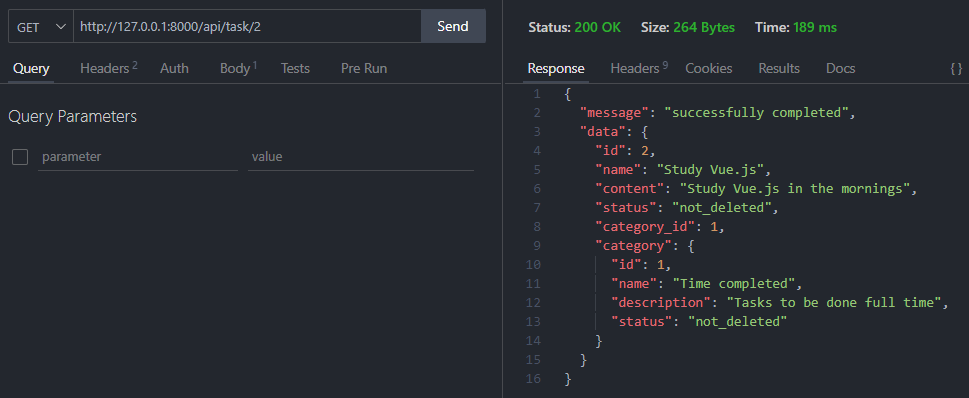 GET http://127.0.0.1:8000/api/task/2 Send
Query Headers 2 Auth Body 1 Tests Pre Run
Query Parameters
parameter value
Status: 200 OK Size: 264 Bytes Time: 189 ms
Response Headers 9 Cookies Results Docs { }
1 {
2 "message": "successfully completed",
3 "data": {
4 "id": 2,
5 "name": "Study Vue.js",
6 "content": "Study Vue.js in the mornings",
7 "status": "not_deleted",
8 "category_id": 1,
9 "category": {
10 "id": 1,
11 "name": "Time completed",
12 "description": "Tasks to be done full time",
13 "status": "not_deleted"
14 }
15 }
16 }